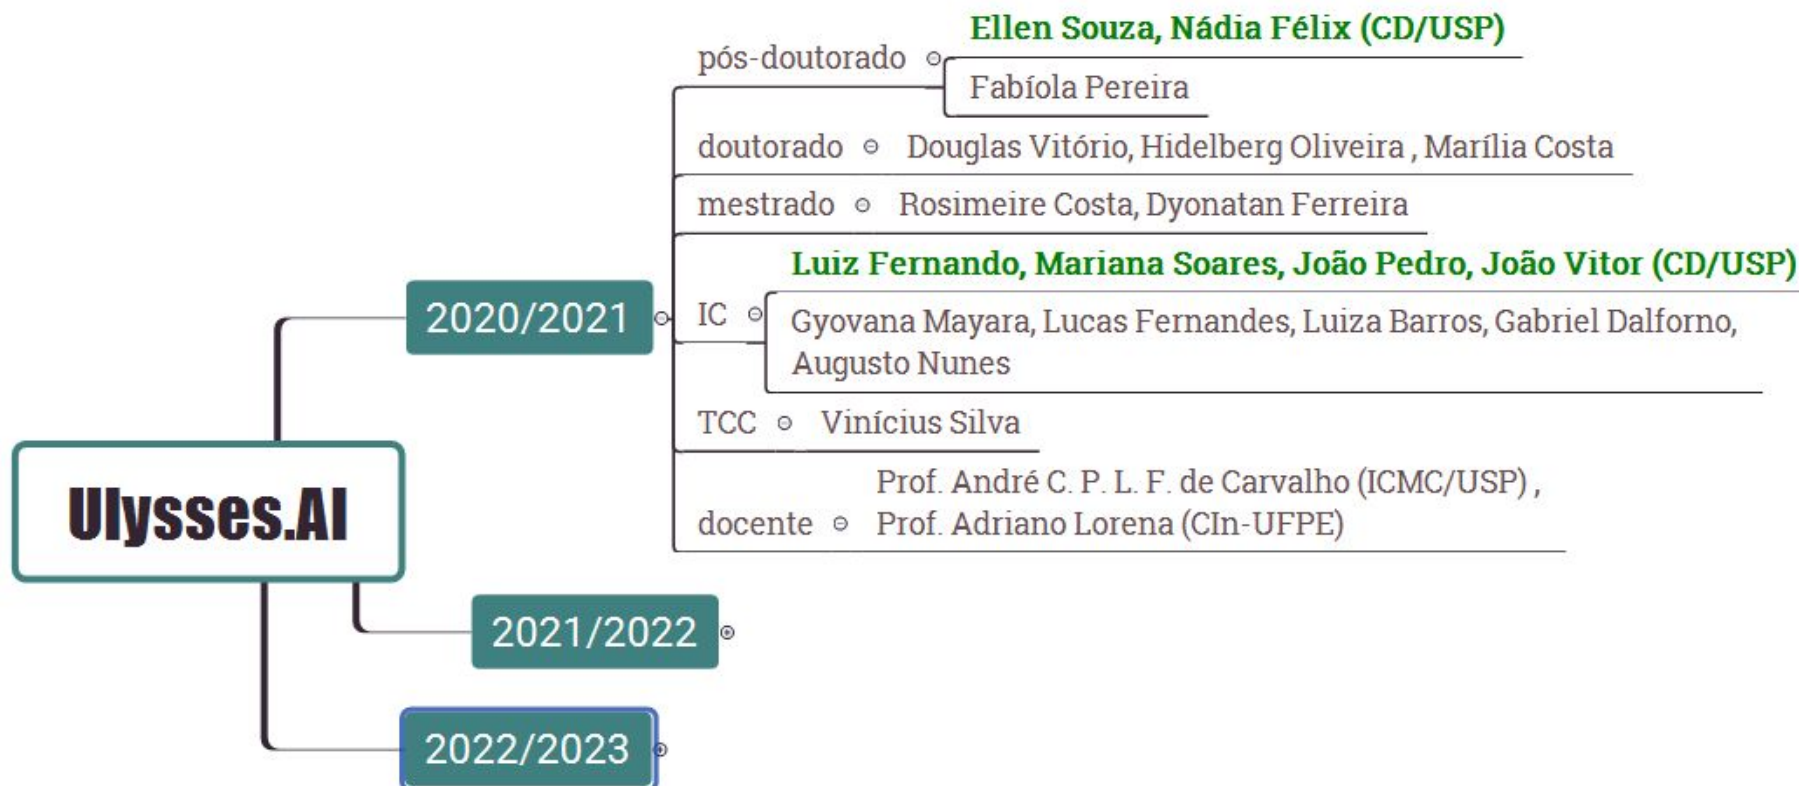 Ellen Souza, Nádia Félix (CD/USP)
pós-doutorado
Fabíola Pereira
doutorado Douglas Vitório, Hidelberg Oliveira , Marília Costa
mestrado Rosimeire Costa, Dyonatan Ferreira
Luiz Fernando, Mariana Soares, João Pedro, João Vitor (CD/USP)
2020/2021
IC
Gyovana Mayara, Lucas Fernandes, Luiza Barros, Gabriel Dalforno,
Augusto Nunes
TCC Vinícius Silva
Prof. André C. P. L. F. de Carvalho (ICMC/USP) ,
docente Prof. Adriano Lorena (CIn-UFPE)
Ulysses.AI
2021/2022
2022/2023